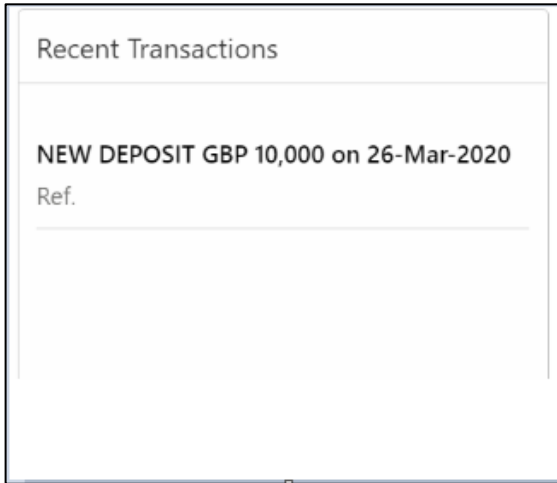 Recent Transactions
NEW DEPOSIT GBP 10,000 on 26-Mar-2020
Ref.